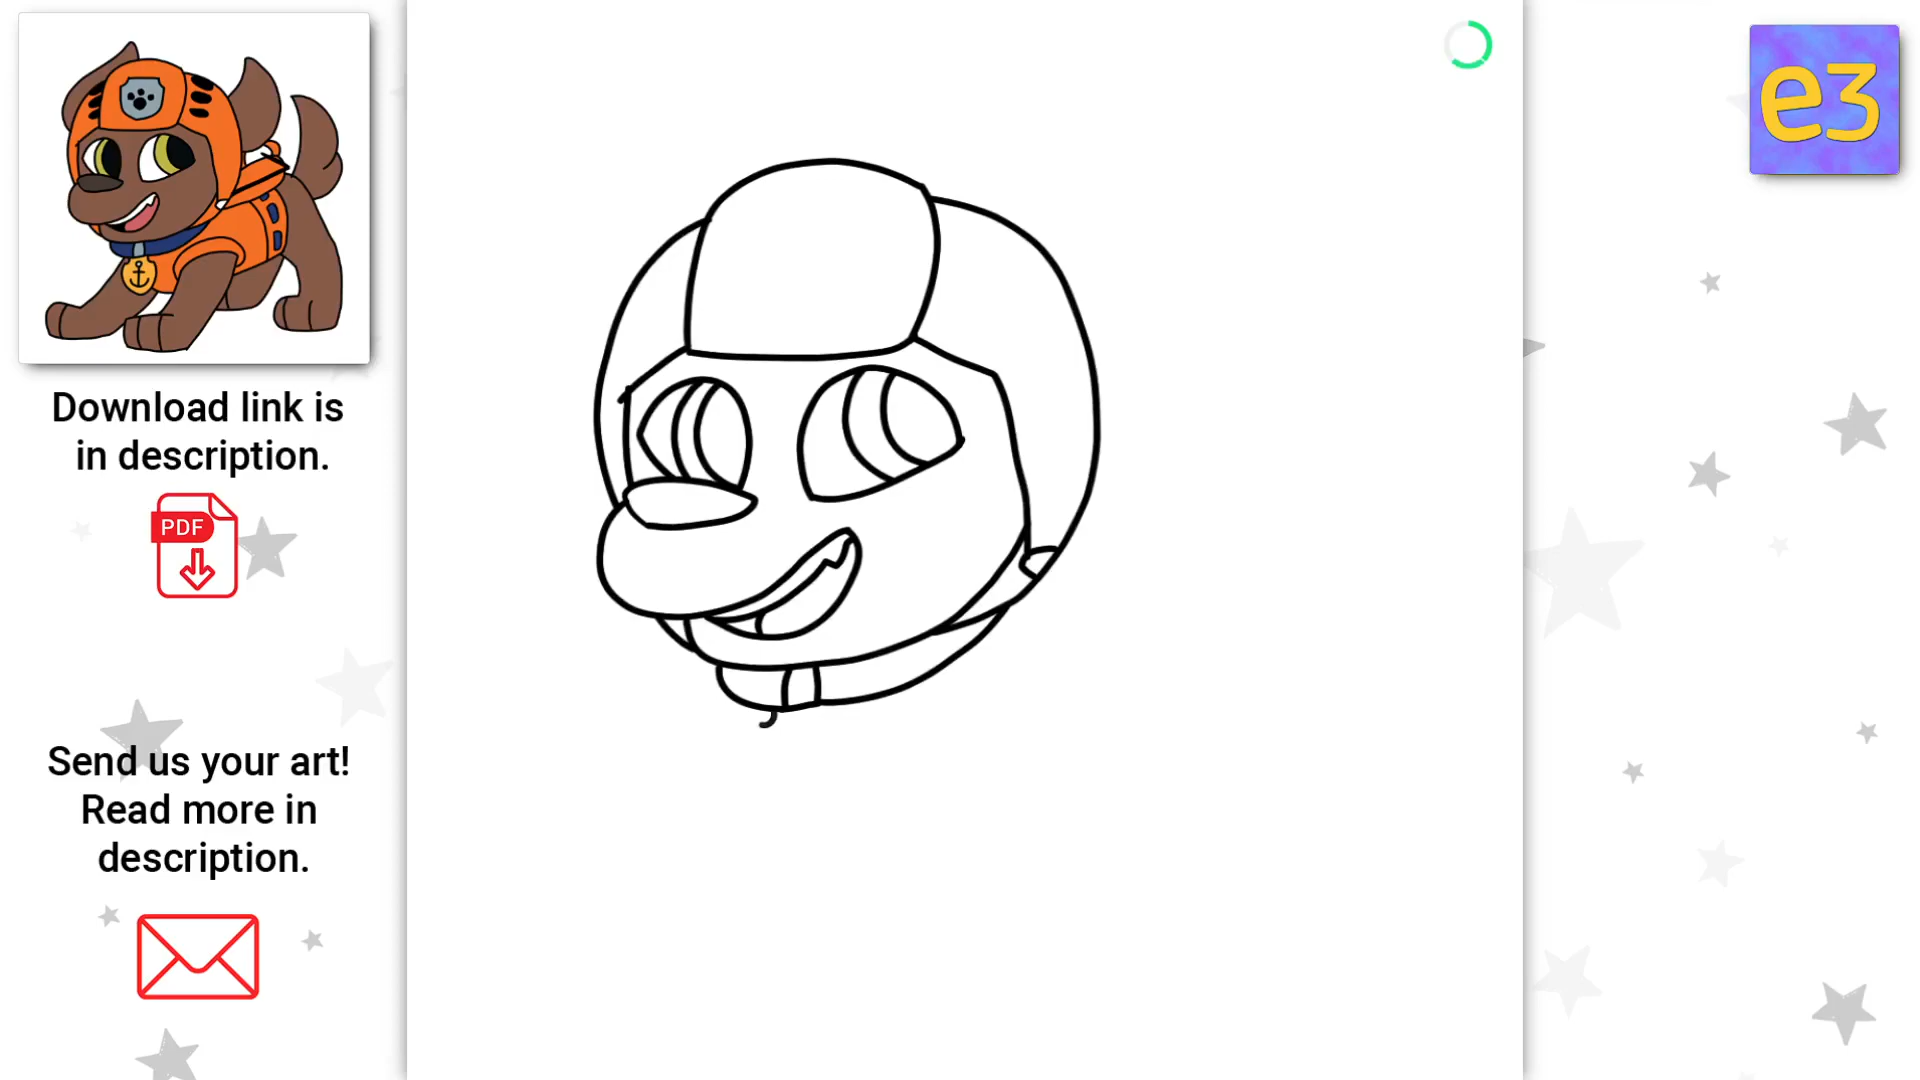 Download link is
in description.
PDF
Send us your art!
Read more in
description.
e3